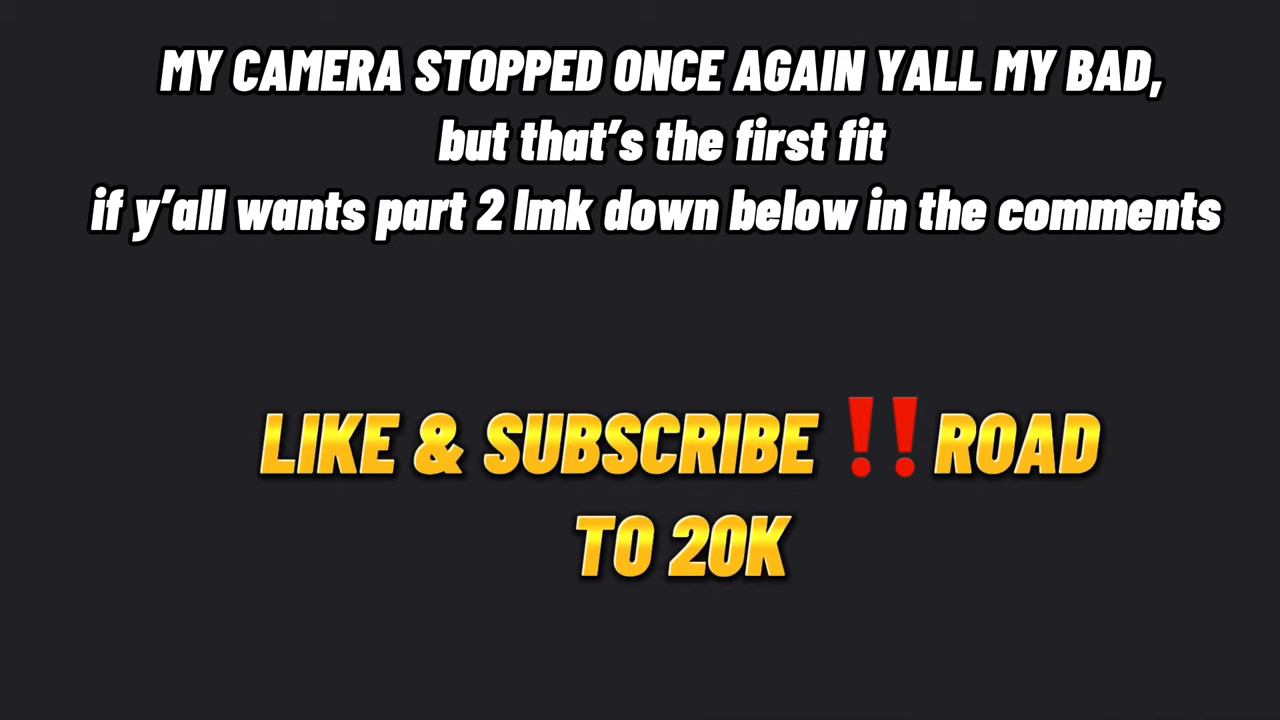 MY CAMERA STOPPED ONCE AGAIN YALL MY BAD,
but that’s the first fit
if y’all wants part 2 lmk down below in the comments
LIKE & SUBSCRIBE ‼️ROAD
TO 20K